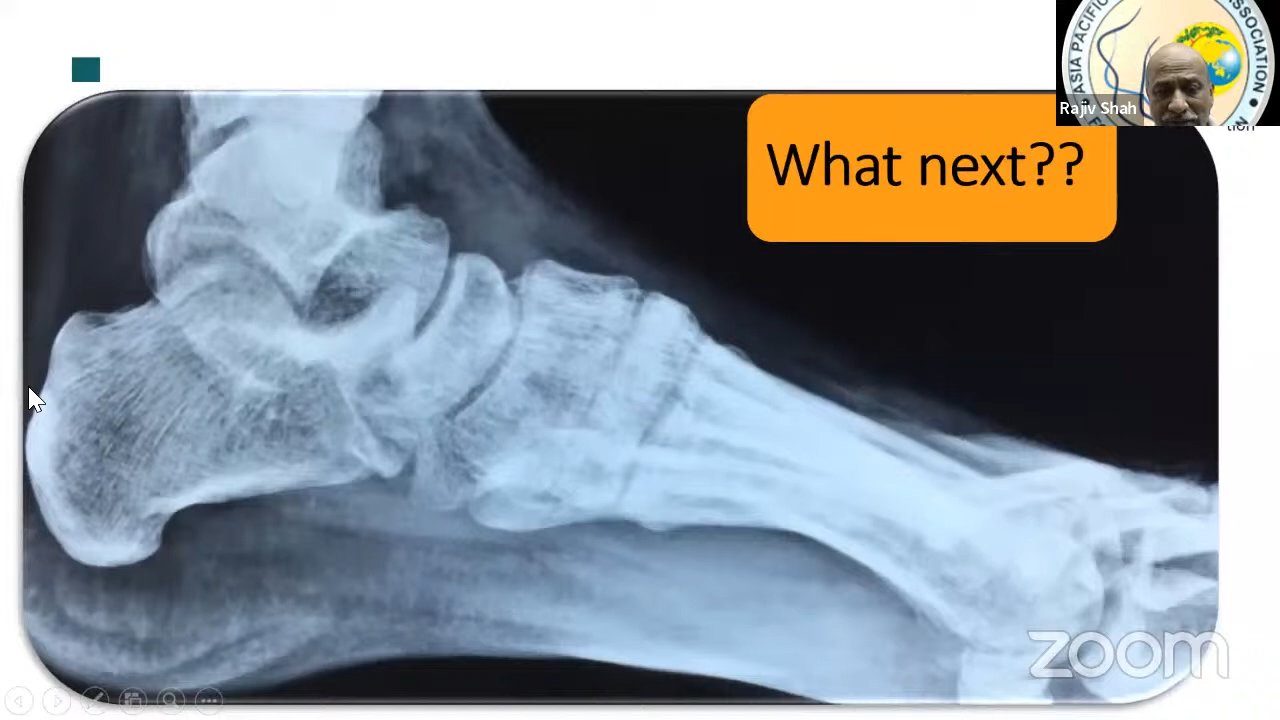 ASIA PACIFIC
ASSOCIATION
Rajiv Shah
What next??
zoom